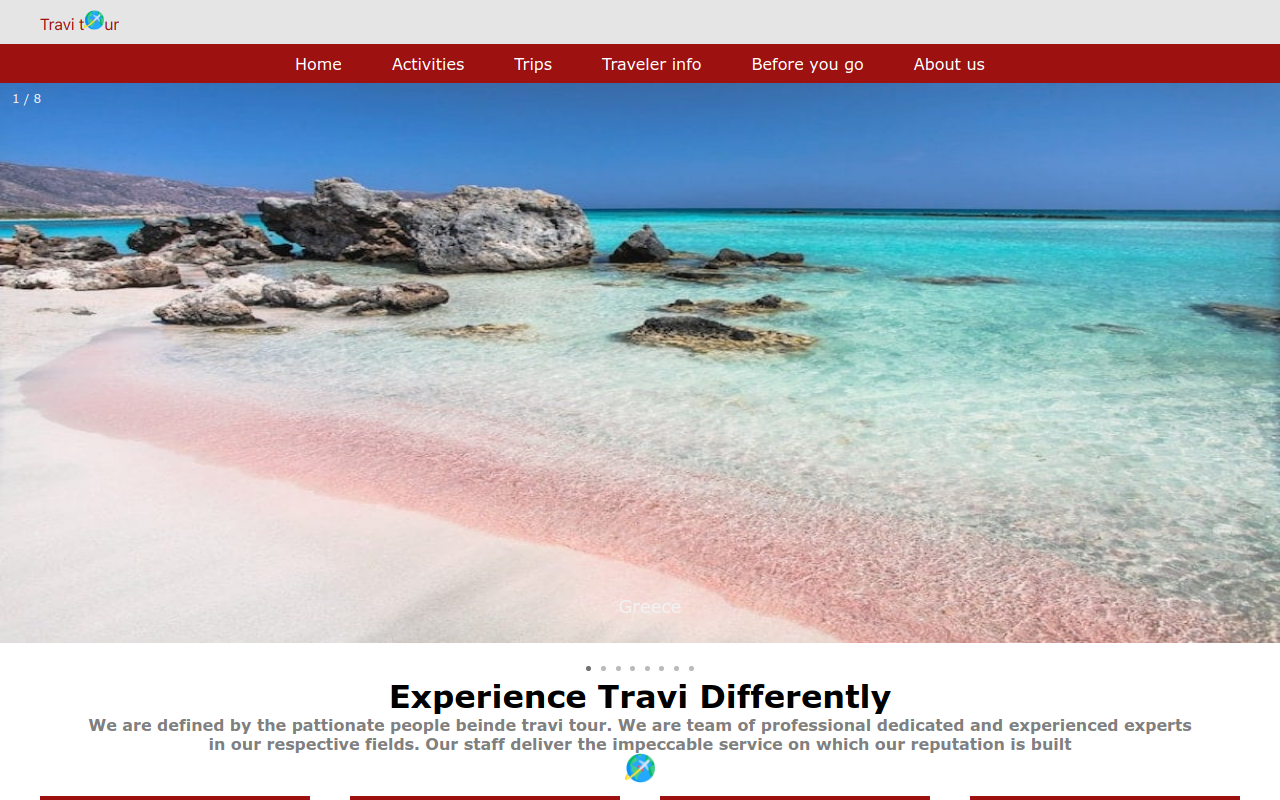 Travi tour
Home Activities Trips Traveler info Before you go About us
1 / 8
Greece
Experience Travi Differently
We are defined by the pattionate people beinde travi tour. We are team of professional dedicated and experienced experts
in our respective fields. Our staff deliver the impeccable service on which our reputation is built